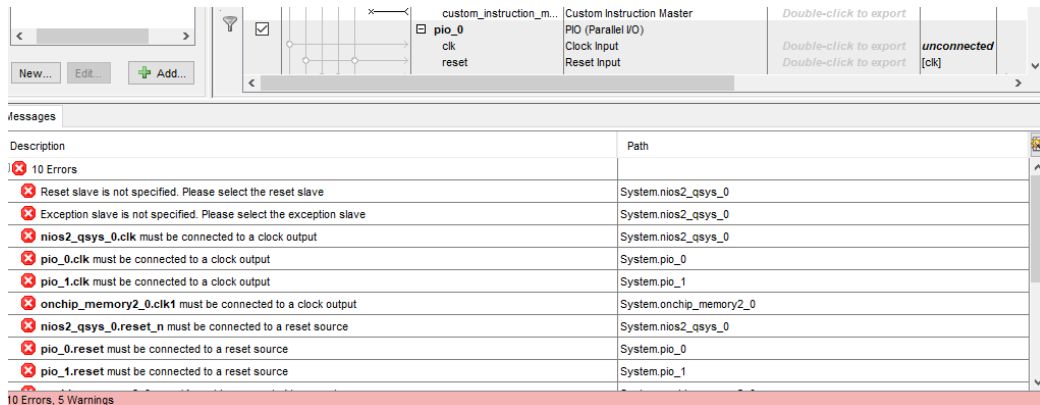 custom_instruction_m... Custom Instruction Master Double-click to export
pio_0 PIO (Parallel I/O)
clk Clock Input Double-click to export unconnected
reset Reset Input Double-click to export [clk]
New... Edit... Add...
Messages
Description Path
10 Errors
Reset slave is not specified. Please select the reset slave System.nios2_qsys_0
Exception slave is not specified. Please select the exception slave System.nios2_qsys_0
nios2_qsys_0.clk must be connected to a clock output System.nios2_qsys_0
pio_0.clk must be connected to a clock output System.pio_0
pio_1.clk must be connected to a clock output System.pio_1
onchip_memory2_0.clk1 must be connected to a clock output System.onchip_memory2_0
nios2_qsys_0.reset_n must be connected to a reset source System.nios2_qsys_0
pio_0.reset must be connected to a reset source System.pio_0
pio_1.reset must be connected to a reset source System.pio_1
10 Errors, 5 Warnings